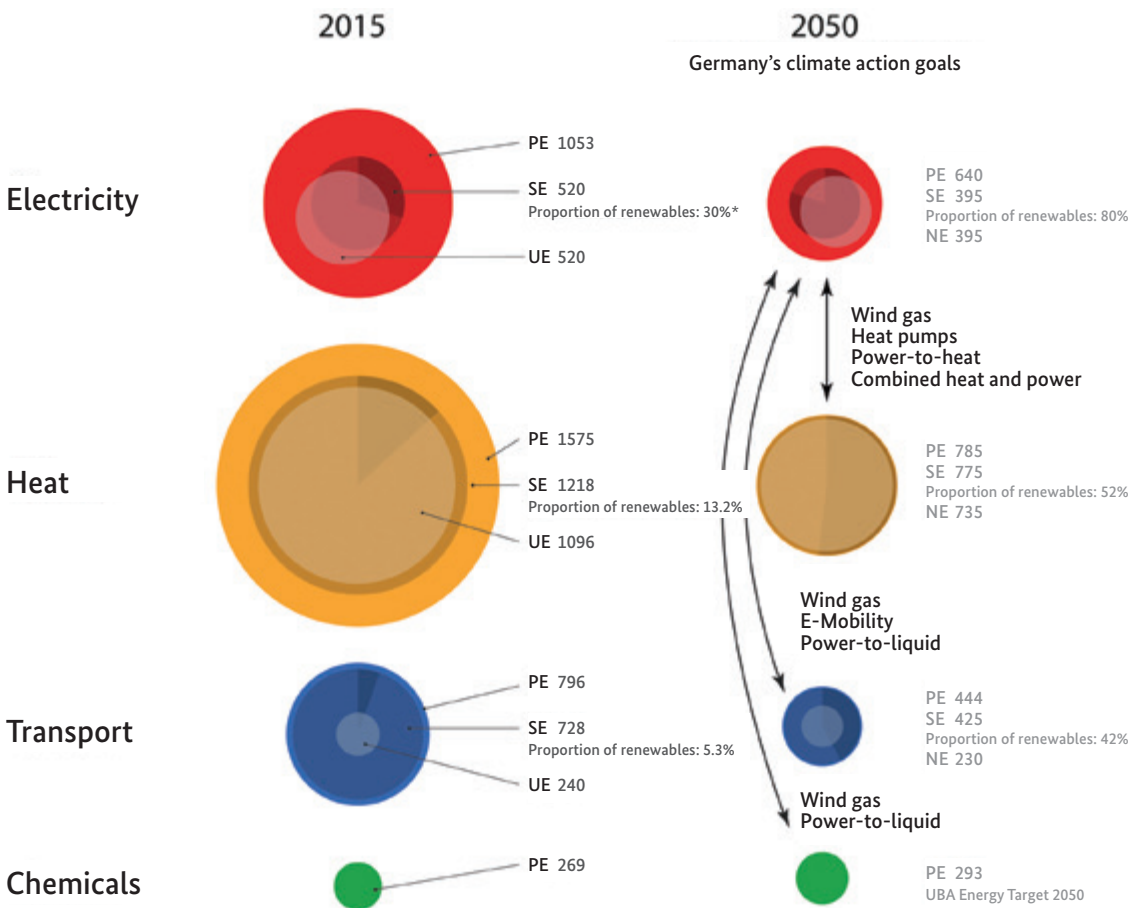 2015
2050
Germany's climate action goals
Electricity
PE 1053
SE 520
Proportion of renewables: 30%*
UE 520
PE 640
SE 395
Proportion of renewables: 80%
NE 395
Wind gas
Heat pumps
Power-to-heat
Combined heat and power
Heat
PE 1575
SE 1218
Proportion of renewables: 13.2%
UE 1096
PE 785
SE 775
Proportion of renewables: 52%
NE 735
Wind gas
E-Mobility
Power-to-liquid
Transport
PE 796
SE 728
Proportion of renewables: 5.3%
UE 240
PE 444
SE 425
Proportion of renewables: 42%
NE 230
Wind gas
Power-to-liquid
Chemicals
PE 269
PE 293
UBA Energy Target 2050